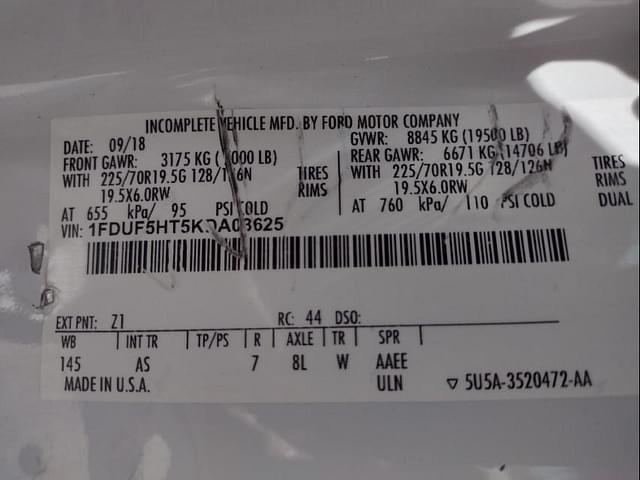 INCOMPLETE VEHICLE MFD. BY FORD MOTOR COMPANY
DATE: 09/18
GVWR: 8845 KG (19500 LB)
FRONT GAWR: 3175 KG ( 000 LB)
REAR GAWR: 6671 KG (14706 LB)
WITH 225/70R19.5G 128/126N TIRES
WITH 225/70R19.5G 128/126N TIRES
19.5X6.0RW RIMS
19.5X6.0RW RIMS
AT 655 kPa/ 95 PSI COLD
AT 760 kPa/ 110 PSI COLD DUAL
VIN: 1FDUF5HT5K A03625
EXT PNT: Z1 RC: 44 DSO:
WB INT TR TP/PS R AXLE TR SPR
145 AS 7 8L W AAEE
MADE IN U.S.A. ULN ▽ 5U5A-3520472-AA